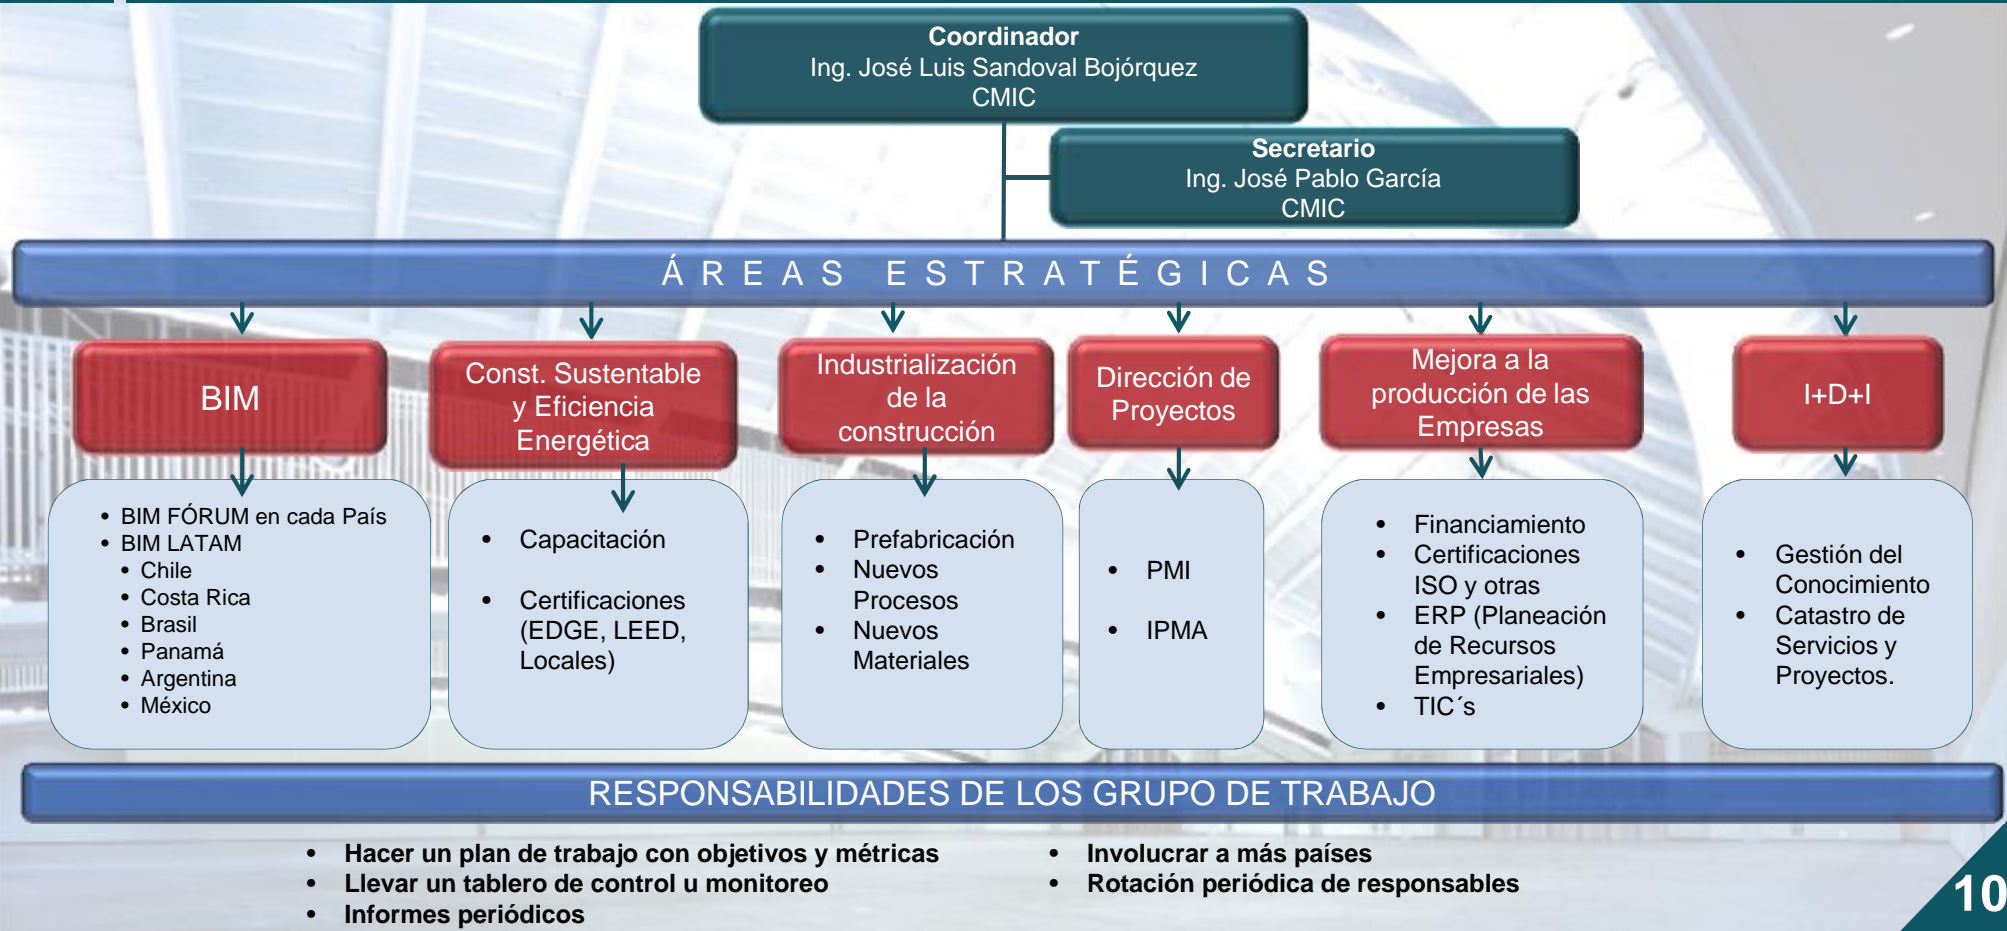 Coordinador
Ing. José Luis Sandoval Bojórquez
CMIC
Secretario
Ing. José Pablo García
CMIC
ÁREAS ESTRATÉGICAS
BIM
Const. Sustentable
y Eficiencia
Energética
Industrialización
de la
construcción
Dirección de
Proyectos
Mejora a la
producción de las
Empresas
I+D+I
• BIM FÓRUM en cada País
• BIM LATAM
• Chile
• Costa Rica
• Brasil
• Panamá
• Argentina
• México
• Capacitación
• Certificaciones
(EDGE, LEED,
Locales)
• Prefabricación
• Nuevos
Procesos
• Nuevos
Materiales
• PMI
• IPMA
• Financiamiento
• Certificaciones
ISO y otras
• ERP (Planeación
de Recursos
Empresariales)
• TIC´s
• Gestión del
Conocimiento
• Catastro de
Servicios y
Proyectos.
RESPONSABILIDADES DE LOS GRUPO DE TRABAJO
• Hacer un plan de trabajo con objetivos y métricas
• Llevar un tablero de control u monitoreo
• Informes periódicos
• Involucrar a más países
• Rotación periódica de responsables
10